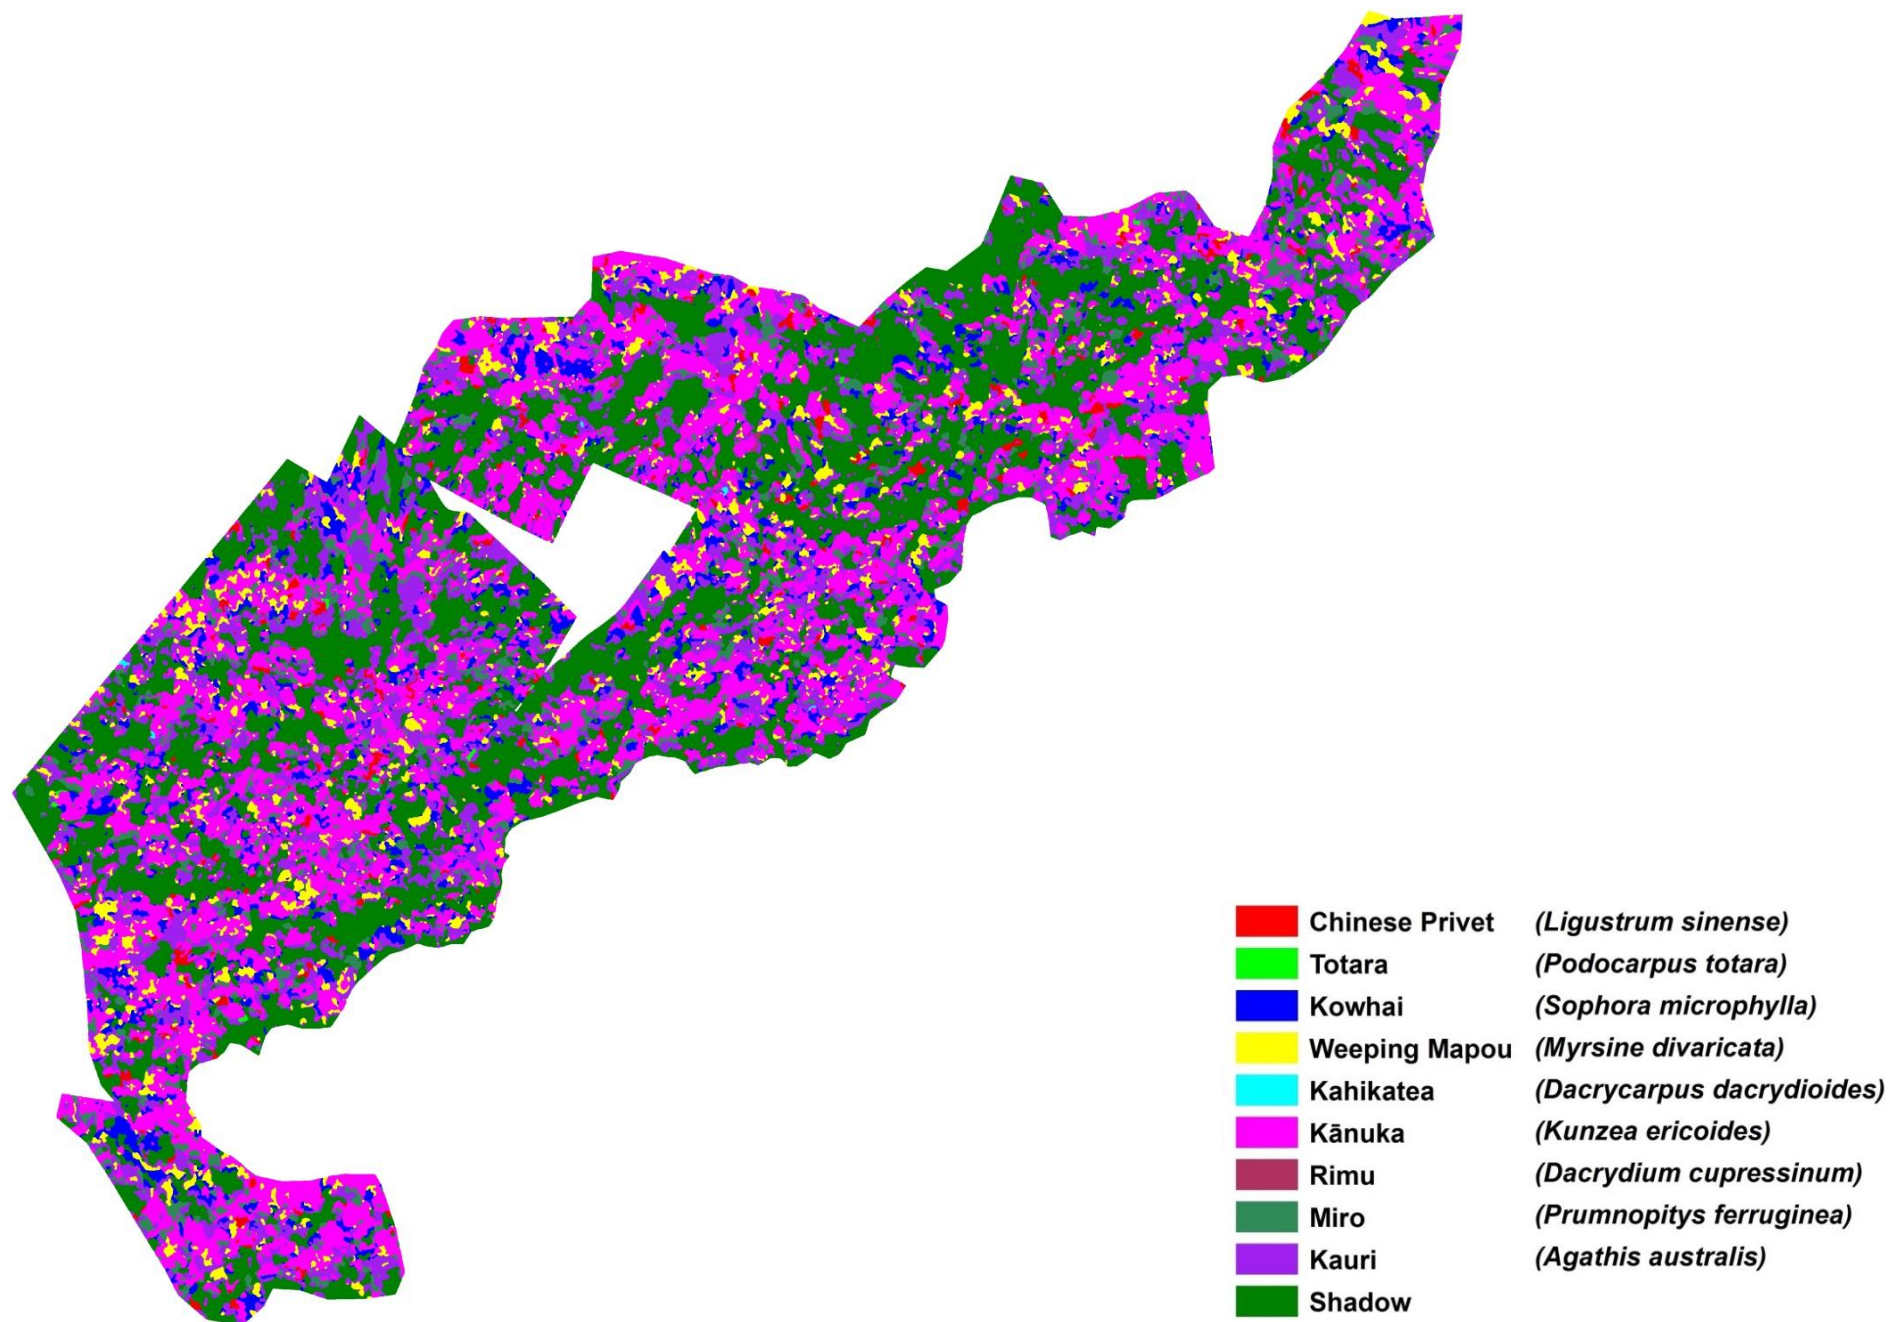 Chinese Privet (Ligustrum sinense)
Totara (Podocarpus totara)
Kowhai (Sophora microphylla)
Weeping Mapou (Myrsine divaricata)
Kahikatea (Dacrycarpus dacrydioides)
Kānuka (Kunzea ericoides)
Rimu (Dacrydium cupressinum)
Miro (Prumnopitys ferruginea)
Kauri (Agathis australis)
Shadow